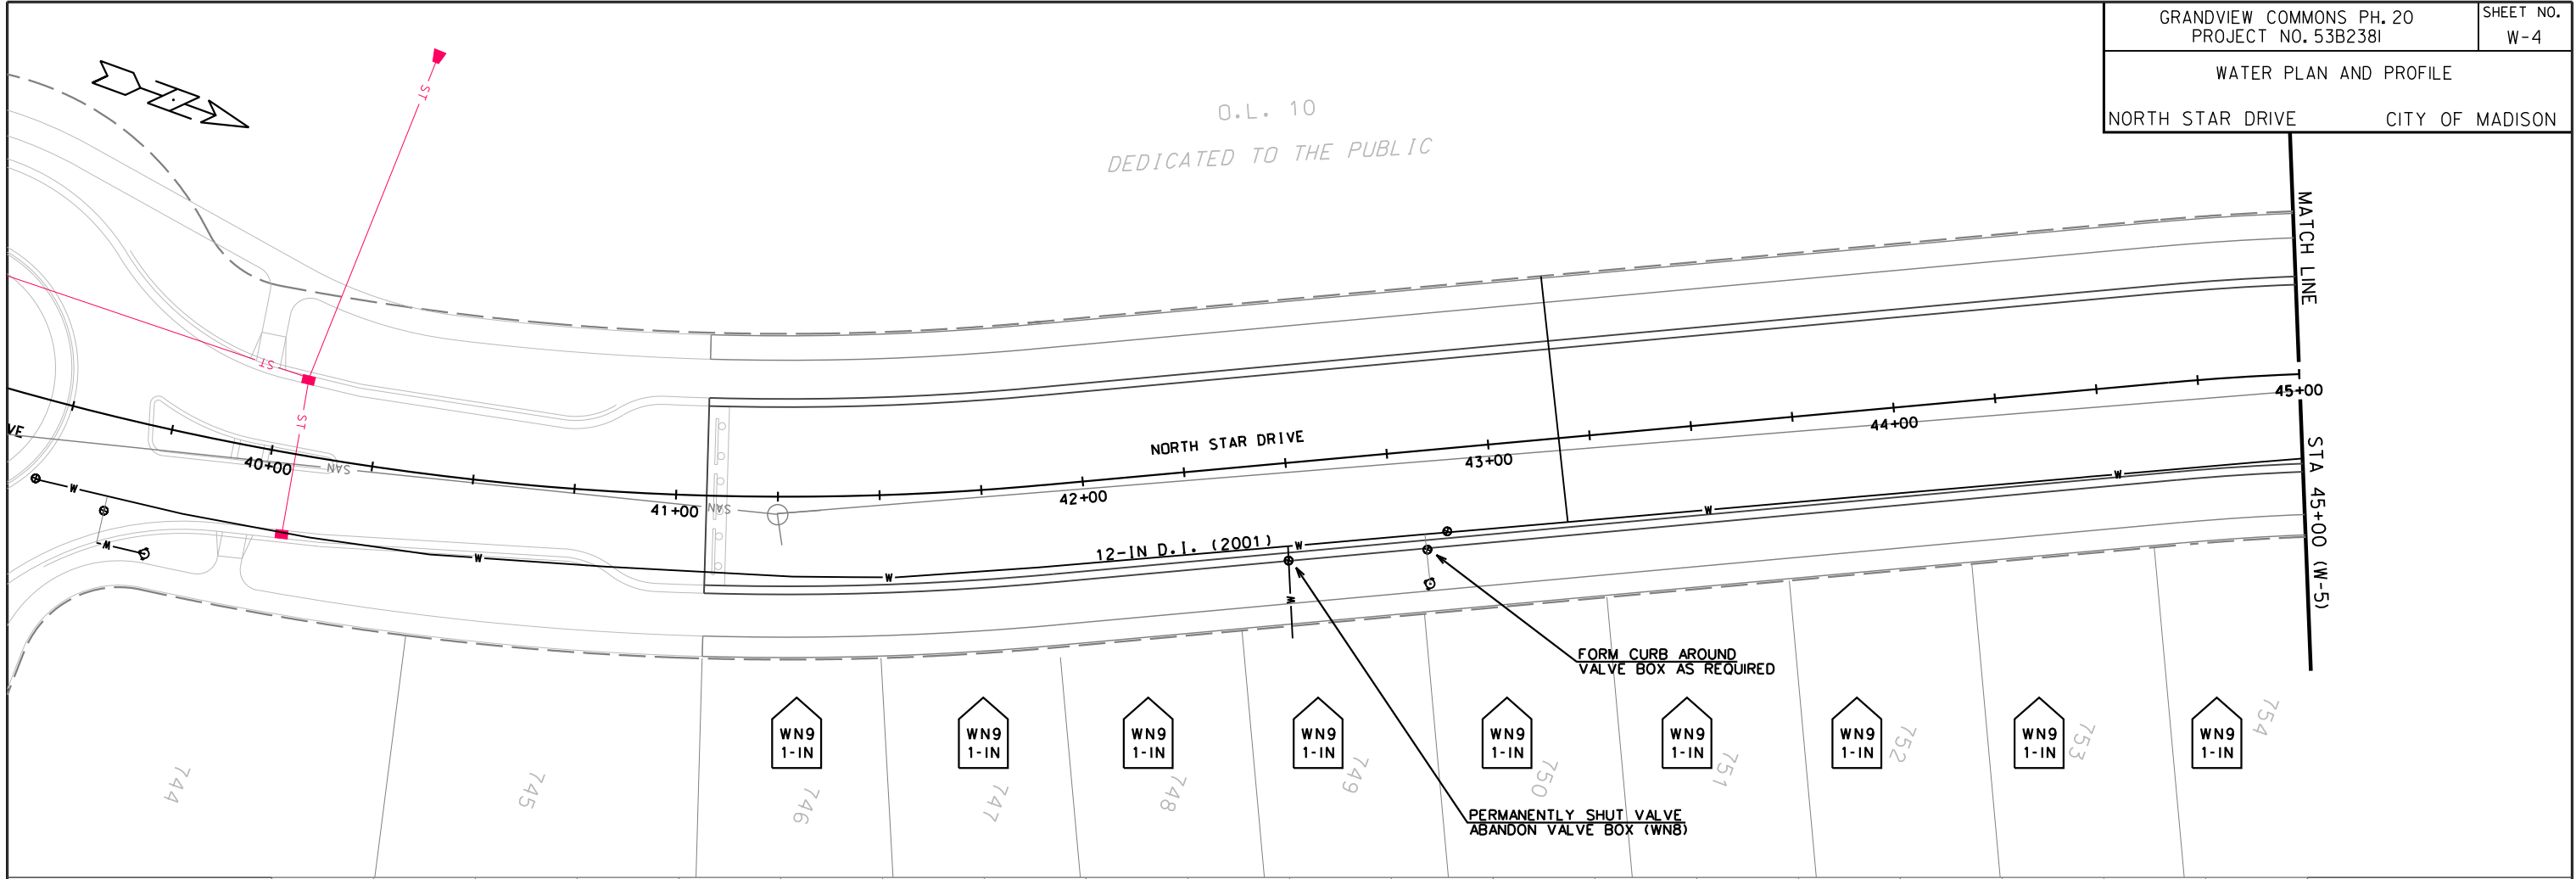 GRANDVIEW COMMONS PH. 20
PROJECT NO. 53B2381
SHEET NO.
W-4
WATER PLAN AND PROFILE
NORTH STAR DRIVE
CITY OF MADISON
O.L. 10
DEDICATED TO THE PUBLIC
ST
ST
ST
MATCH LINE
STA 45+00 (W-5)
VE
40+00
SAN
41+00
SAN
42+00
NORTH STAR DRIVE
43+00
44+00
45+00
W
W
W
W
W
W
W
W
12-IN D.I. (2001)
FORM CURB AROUND
VALVE BOX AS REQUIRED
PERMANENTLY SHUT VALVE
ABANDON VALVE BOX (WN8)
WN9
1-IN
WN9
1-IN
WN9
1-IN
WN9
1-IN
WN9
1-IN
WN9
1-IN
WN9
1-IN
WN9
1-IN
WN9
1-IN
744
745
746
747
748
749
750
751
752
753
754